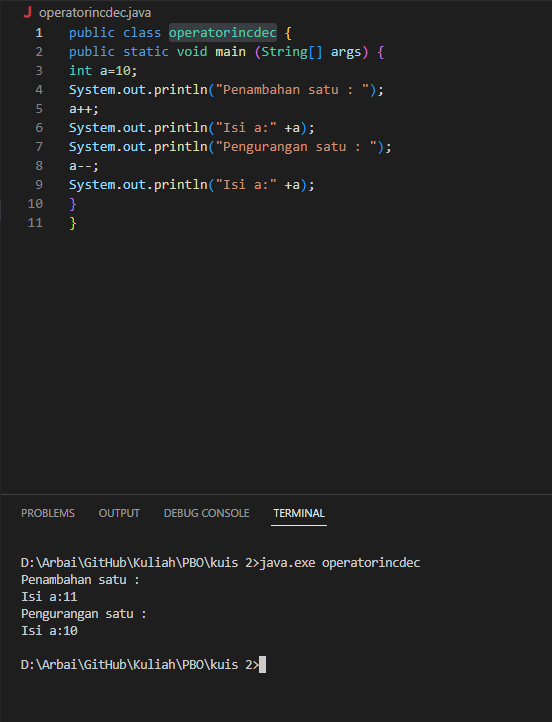 J operatorincdec.java
1 public class operatorincdec {
2 public static void main (String[] args) {
3 int a=10;
4 System.out.println("Penambahan satu : ");
5 a++;
6 System.out.println("Isi a:" +a);
7 System.out.println("Pengurangan satu : ");
8 a--;
9 System.out.println("Isi a:" +a);
10 }
11 }
PROBLEMS OUTPUT DEBUG CONSOLE TERMINAL
D:\Arbai\GitHub\Kuliah\PBO\kuis 2>java.exe operatorincdec
Penambahan satu :
Isi a:11
Pengurangan satu :
Isi a:10
D:\Arbai\GitHub\Kuliah\PBO\kuis 2>